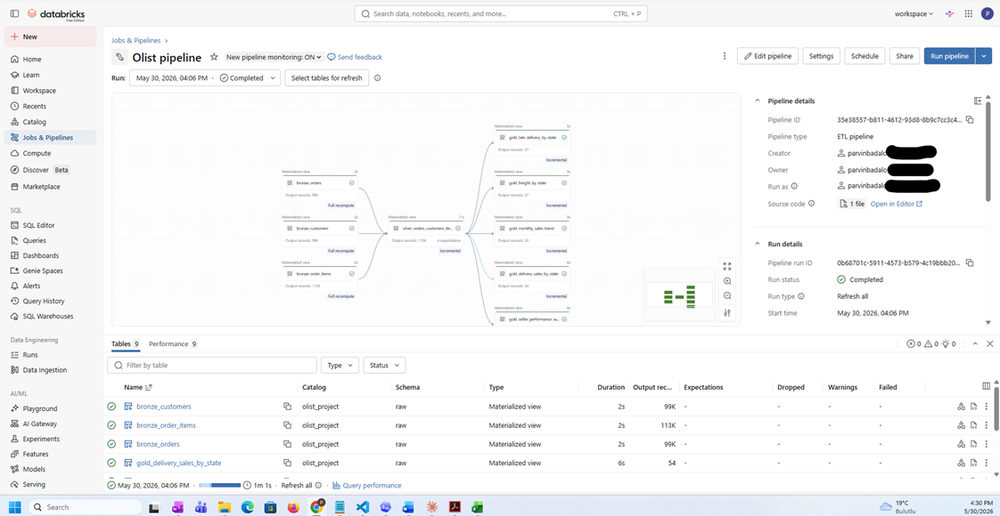 databricks
Free Edition
Search data, notebooks, recents, and more...
CTRL + P
workspace
P
New
Home
Learn
Workspace
Recents
Catalog
Jobs & Pipelines
Compute
Discover Beta
Marketplace
SQL
SQL Editor
Queries
Dashboards
Genie Spaces
Alerts
Query History
SQL Warehouses
Data Engineering
Runs
Data Ingestion
AI/ML
Playground
AI Gateway
Experiments
Features
Models
Serving
Jobs & Pipelines ›
Olist pipeline New pipeline monitoring: ON Send feedback
Edit pipeline Settings Schedule Share Run pipeline
Run: May 30, 2026, 04:06 PM · Completed Select tables for refresh
Materialized view 2s
bronze_orders
Output records: 99K
Full recompute
Materialized view 2s
bronze_customers
Output records: 99K
Full recompute
Materialized view 2s
bronze_order_items
Output records: 113K
Full recompute
Materialized view 11s
silver_orders_customers_ite...
Output records: 113K 4 expectations
Incremental
Materialized view
gold_late_delivery_by_state
Output records: 27
Incremental
Materialized view
gold_freight_by_state
Output records: 27
Incremental
Materialized view
gold_monthly_sales_trend
Output records: 23
Incremental
Materialized view
gold_delivery_sales_by_state
Output records: 54
Incremental
Materialized view
gold_seller_performance_su...
Pipeline details
Pipeline ID 35e38557-b811-4612-93d8-8b9c7cc3c4...
Pipeline type ETL pipeline
Creator parvinbadalo
Owner parvinbadalo
Run as parvinbadalo
Source code 1 file Open in Editor
Run details
Pipeline run ID 0b68701c-5911-4573-b579-4c19bbb20...
Run status Completed
Run type Refresh all
Start time May 30, 2026, 04:06 PM
Tables 9 Performance 9
0 0 0
Filter by table Type Status
Name Catalog Schema Type Duration Output rec... Expectations Dropped Warnings Failed
bronze_customers olist_project raw Materialized view 2s 99K - - - -
bronze_order_items olist_project raw Materialized view 2s 113K - - - -
bronze_orders olist_project raw Materialized view 2s 99K - - - -
gold_delivery_sales_by_state olist_project raw Materialized view 6s 54 - - - -
May 30, 2026, 04:06 PM · 1m 1s · Refresh all · Query performance
Search
19°C
Bulutlu
4:30 PM
5/30/2026